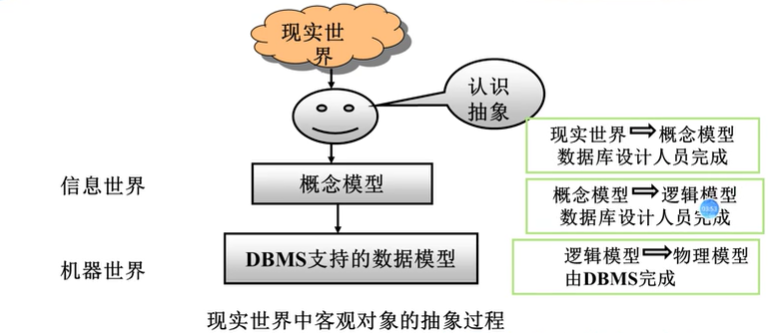 现实世
界
认识
抽象
现实世界⇨概念模型
数据库设计人员完成
信息世界
概念模型
概念模型⇨逻辑模型
数据库设计人员完成
机器世界
DBMS支持的数据模型
逻辑模型⇨物理模型
由DBMS完成
现实世界中客观对象的抽象过程